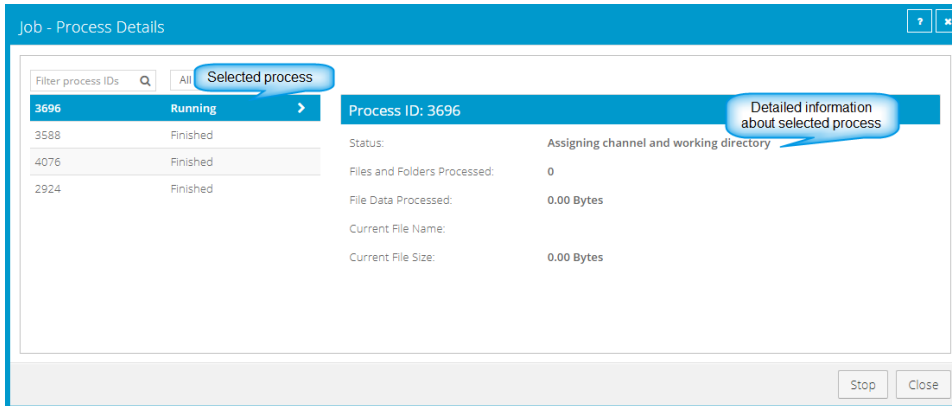 Job - Process Details
?
Filter process IDs
All
Selected process
3696 Running
3588 Finished
4076 Finished
2924 Finished
Process ID: 3696
Detailed information
about selected process
Status: Assigning channel and working directory
Files and Folders Processed: 0
File Data Processed: 0.00 Bytes
Current File Name:
Current File Size: 0.00 Bytes
Stop
Close